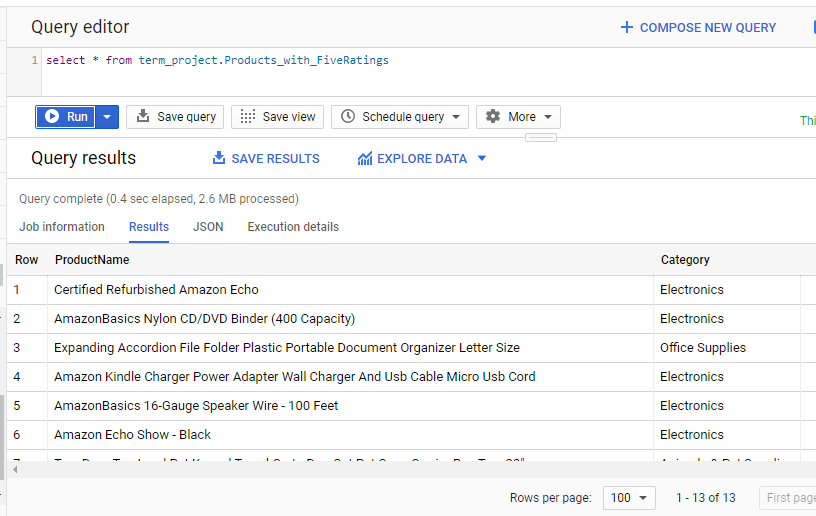 Query editor
COMPOSE NEW QUERY
1 select * from term_project.Products_with_FiveRatings
Run Save query Save view Schedule query More
Thi
Query results SAVE RESULTS EXPLORE DATA
Query complete (0.4 sec elapsed, 2.6 MB processed)
Job information Results JSON Execution details
Row ProductName Category
1 Certified Refurbished Amazon Echo Electronics
2 AmazonBasics Nylon CD/DVD Binder (400 Capacity) Electronics
3 Expanding Accordion File Folder Plastic Portable Document Organizer Letter Size Office Supplies
4 Amazon Kindle Charger Power Adapter Wall Charger And Usb Cable Micro Usb Cord Electronics
5 AmazonBasics 16-Gauge Speaker Wire - 100 Feet Electronics
6 Amazon Echo Show - Black Electronics
Rows per page: 100 1 - 13 of 13 First page